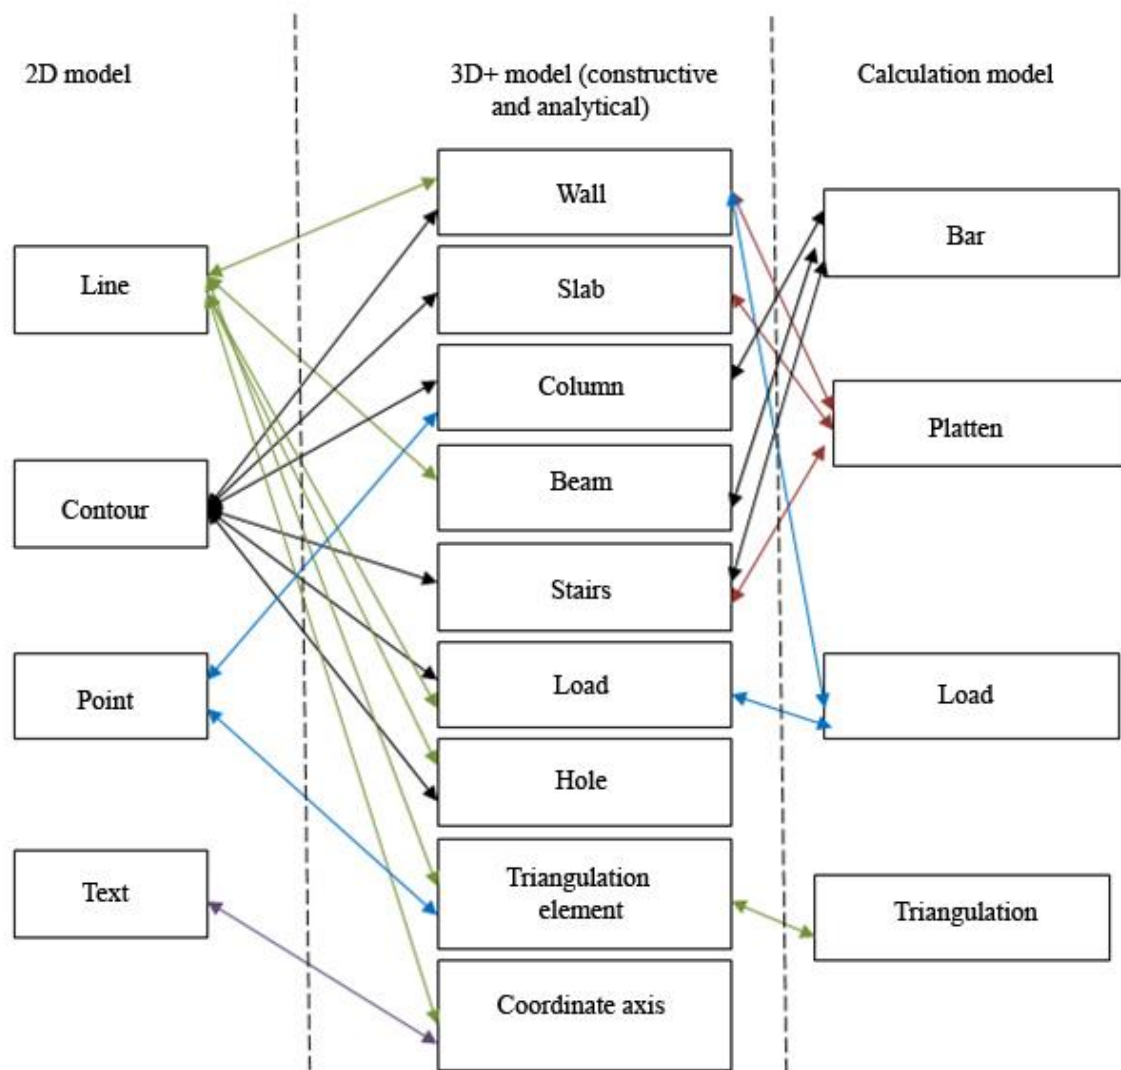 2D model
3D+ model (constructive
and analytical)
Calculation model
Wall
Bar
Line
Slab
Column
Platten
Beam
Contour
Stairs
Load
Load
Point
Hole
Text
Triangulation
element
Triangulation
Coordinate axis